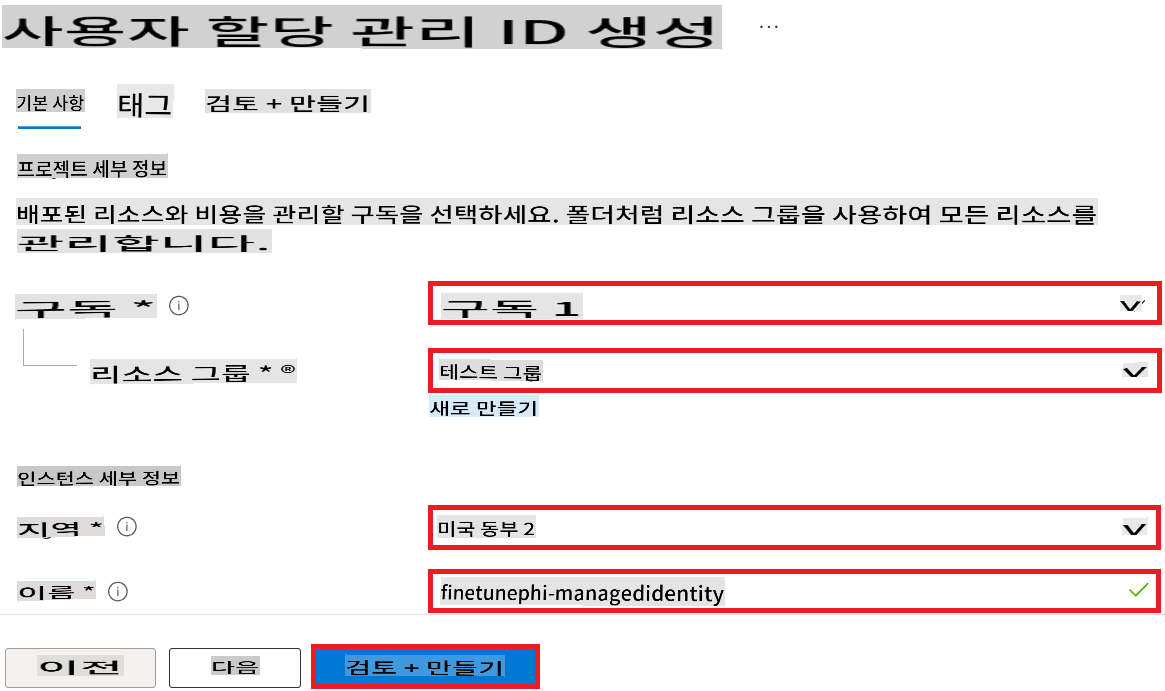 사용자 할당 관리 ID 생성 ...
기본 사항 태그 검토 + 만들기
프로젝트 세부 정보
배포된 리소스와 비용을 관리할 구독을 선택하세요. 폴더처럼 리소스 그룹을 사용하여 모든 리소스를
관리합니다.
구독 * 구독 1
리소스 그룹 * ® 테스트 그룹
새로 만들기
인스턴스 세부 정보
지역 * 미국 동부 2
이름 * finetunephi-managedidentity
이전 다음 검토 + 만들기